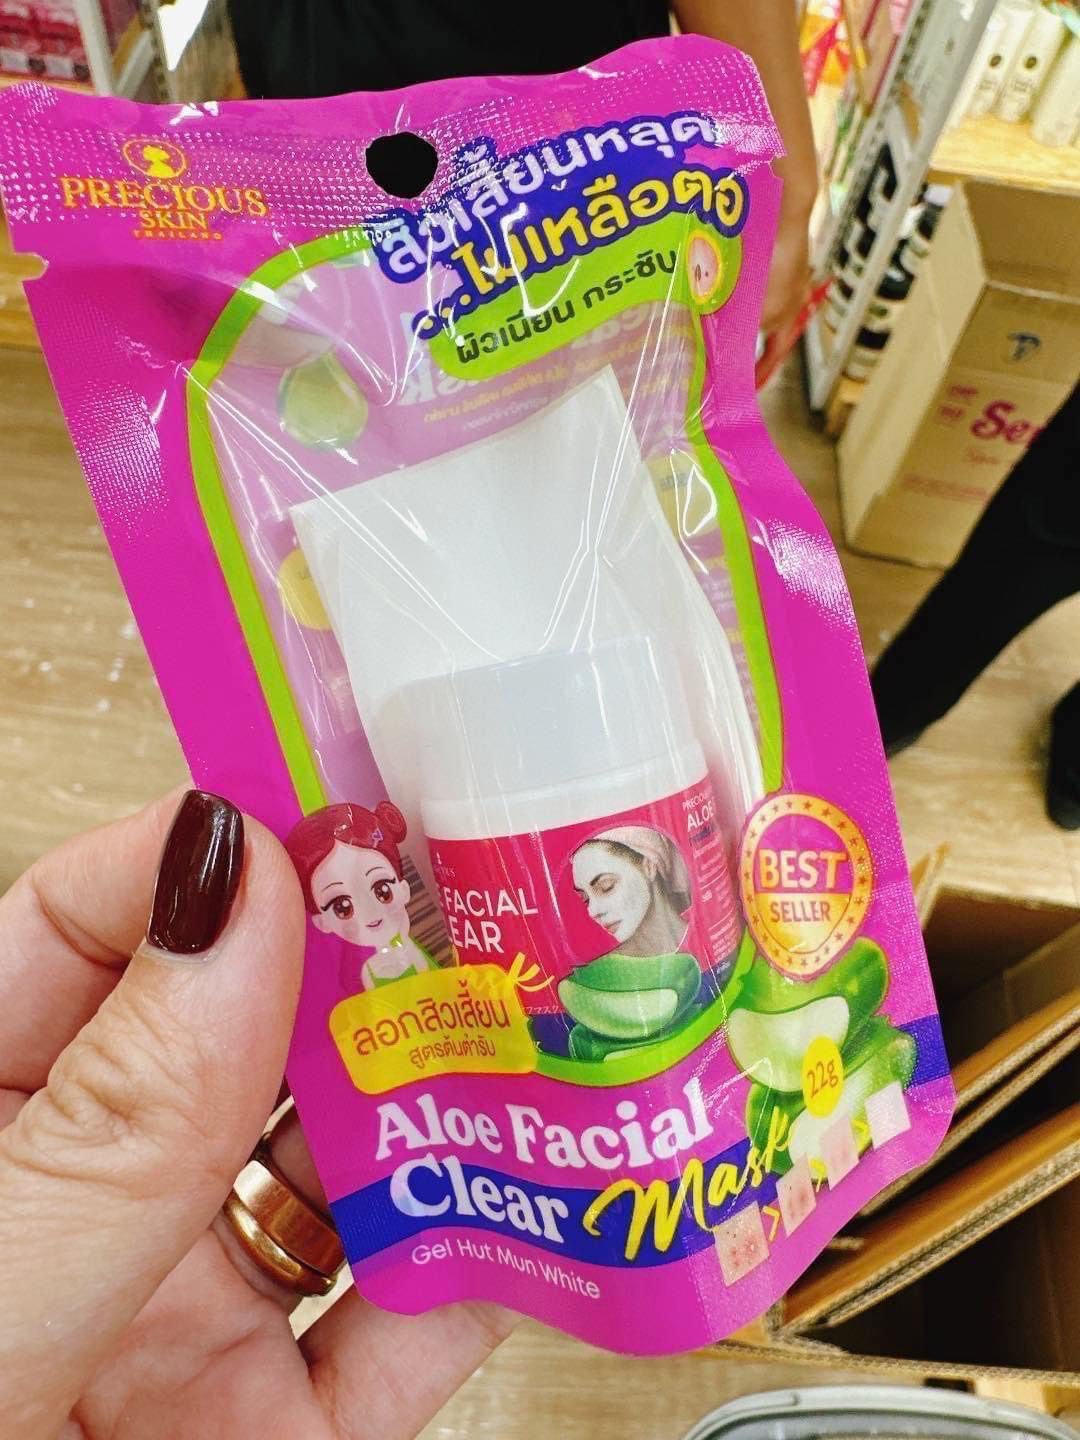 PRECIOUS
SKIN
THAILAND
สิวเสี้ยนหลุด
ไม่เหลือตอ
ผิวเนียน กระชับ
ALOE
FACIAL
EAR
BEST
SELLER
ลอกสิวเสี้ยน
สูตรต้นตำรับ
22g
Aloe Facial
Clear Mask
Gel Hut Mun White
Ser